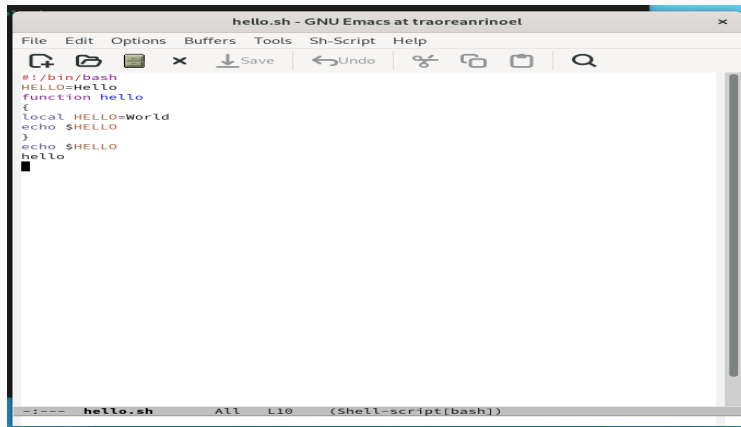 hello.sh - GNU Emacs at traoreanrinoel
File Edit Options Buffers Tools Sh-Script Help
Save Undo
#!/bin/bash
HELLO=Hello
function hello
{
local HELLO=World
echo $HELLO
}
echo $HELLO
hello
-:--- hello.sh All L10 (Shell-script[bash])